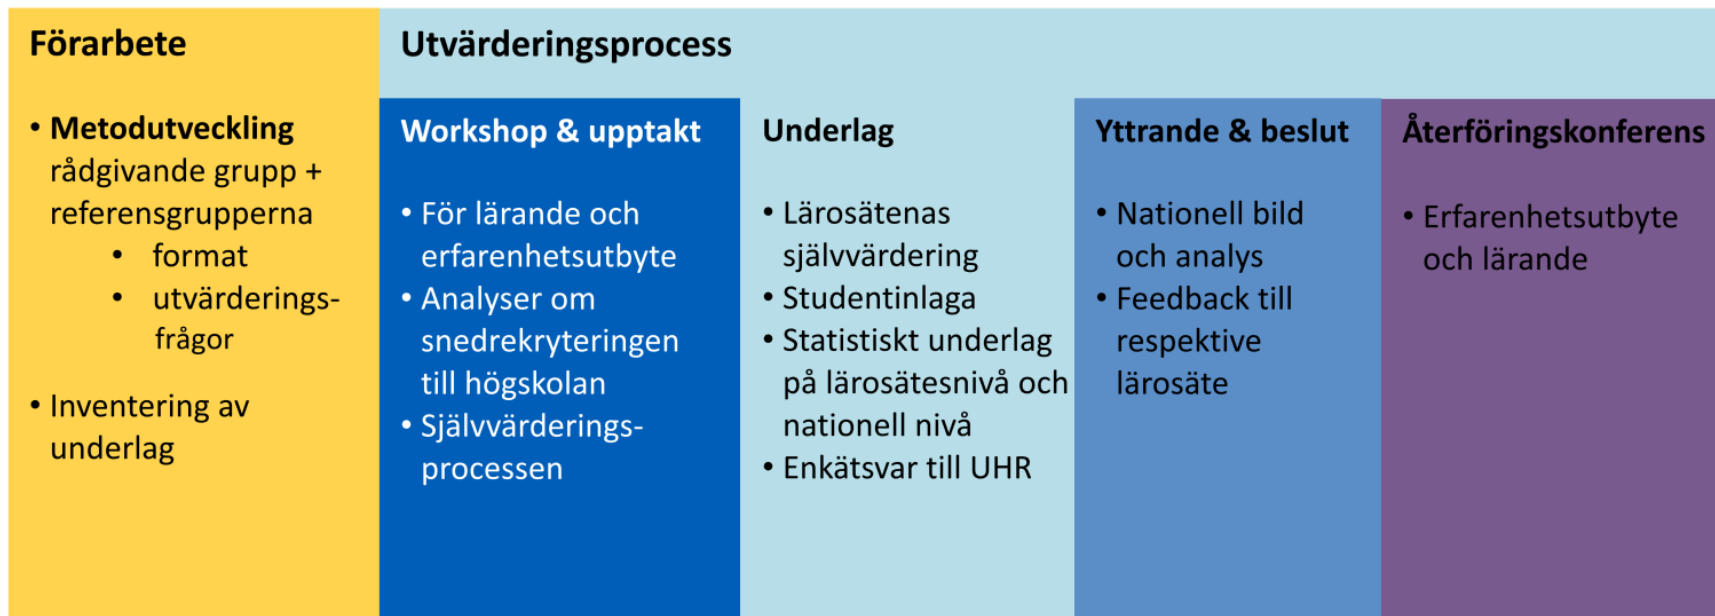 Förarbete
• Metodutveckling
rådgivande grupp +
referensgrupperna
• format
• utvärderings-
frågor
• Inventering av
underlag
Utvärderingsprocess
Workshop & upptakt
• För lärande och
erfarenhetsutbyte
• Analyser om
snedrekryteringen
till högskolan
• Självvärderings-
processen
Underlag
• Lärosätenas
självvärdering
• Studentinlaga
• Statistiskt underlag
på lärosätesnivå och
nationell nivå
• Enkätsvar till UHR
Yttrande & beslut
• Nationell bild
och analys
• Feedback till
respektive
lärosäte
Återföringskonferens
• Erfarenhetsutbyte
och lärande